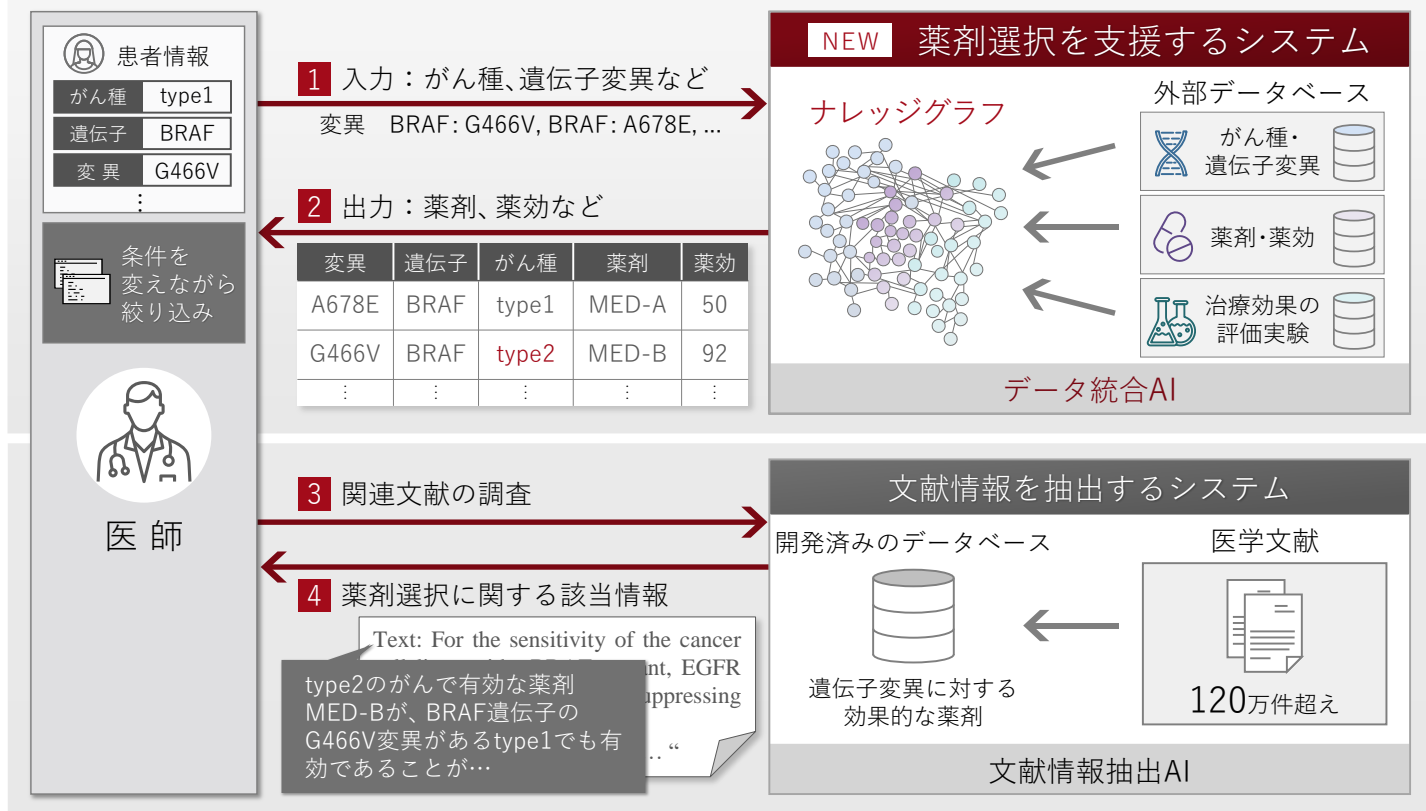 患者情報
がん種 type1
遺伝子 BRAF
変 異 G466V
⋮
条件を
変えながら
絞り込み
医 師
1 入力：がん種、遺伝子変異など
変異 BRAF: G466V, BRAF: A678E, ...
2 出力：薬剤、薬効など
変異 遺伝子 がん種 薬剤 薬効
A678E BRAF type1 MED-A 50
G466V BRAF type2 MED-B 92
⋮ ⋮ ⋮ ⋮ ⋮
NEW 薬剤選択を支援するシステム
ナレッジグラフ
外部データベース
がん種・
遺伝子変異
薬剤・薬効
治療効果の
評価実験
データ統合AI
3 関連文献の調査
4 薬剤選択に関する該当情報
Text: For the sensitivity of the cancer
EGFR
type2のがんで有効な薬剤
MED-Bが、BRAF遺伝子の
G466V変異があるtype1でも有
効であることが…
文献情報を抽出するシステム
開発済みのデータベース
遺伝子変異に対する
効果的な薬剤
医学文献
120万件超え
文献情報抽出AI